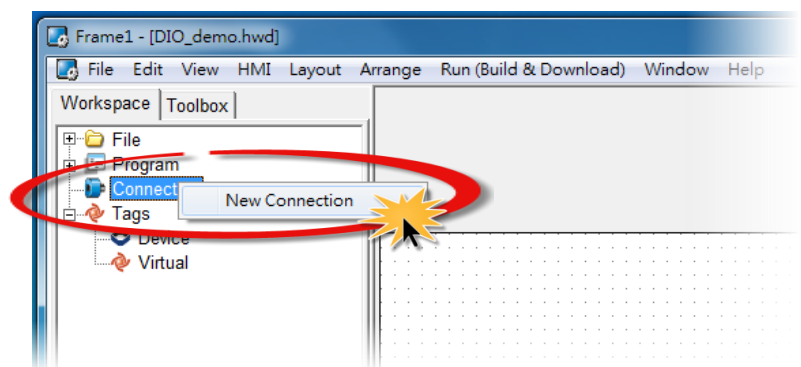 Frame1 - [DIO_demo.hwd]
File Edit View HMI Layout Arrange Run (Build & Download) Window Help
Workspace Toolbox
File
Program
Connect
New Connection
Tags
Device
Virtual